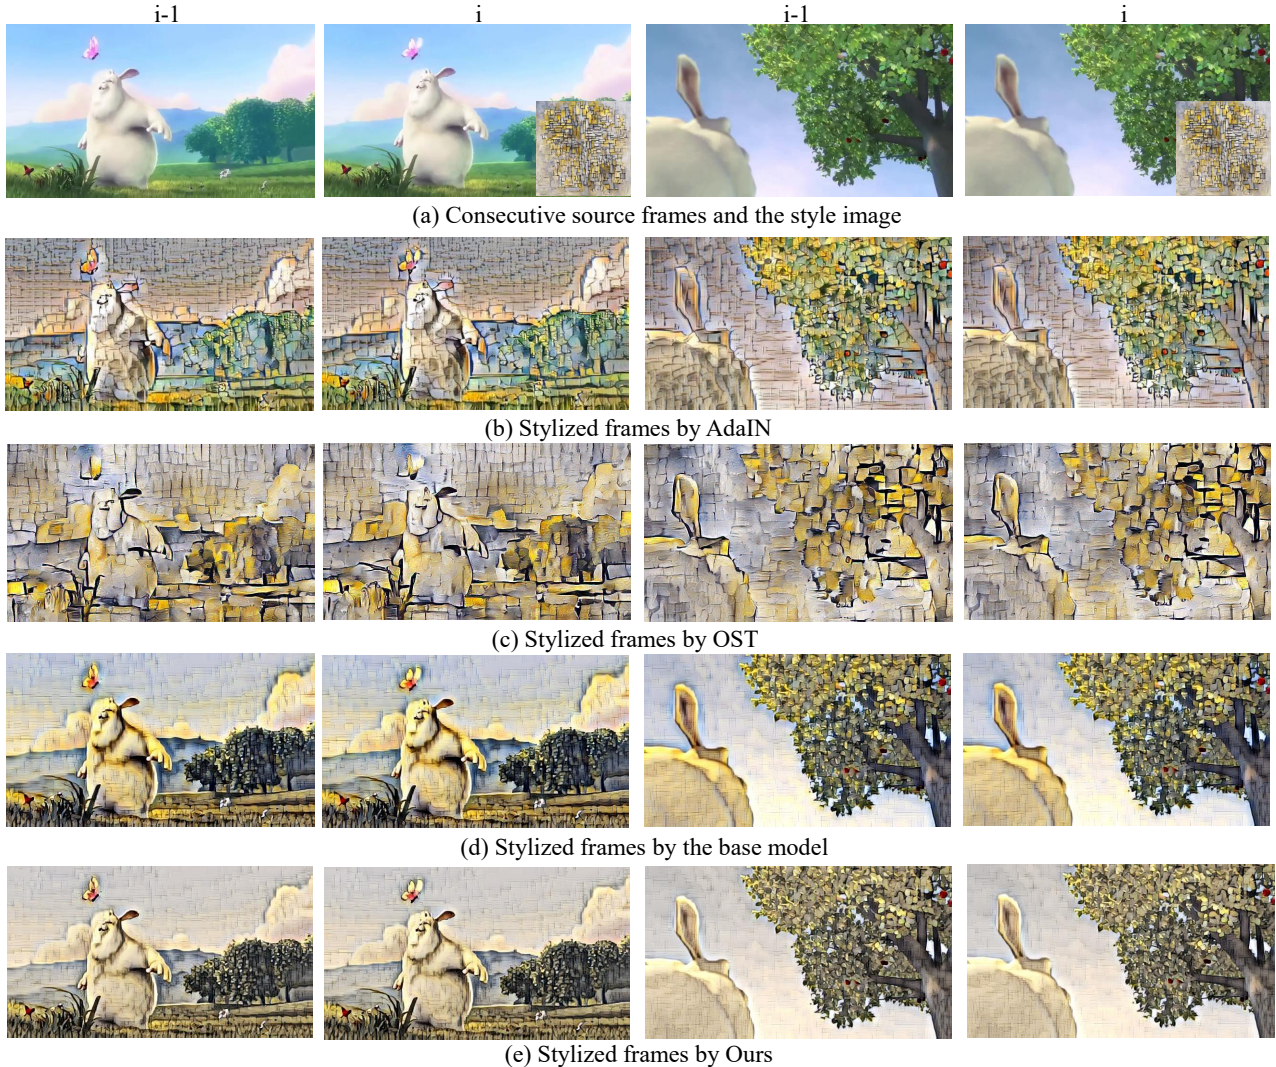 i-1 i i-1 i
(a) Consecutive source frames and the style image
(b) Stylized frames by AdaIN
(c) Stylized frames by OST
(d) Stylized frames by the base model
(e) Stylized frames by Ours